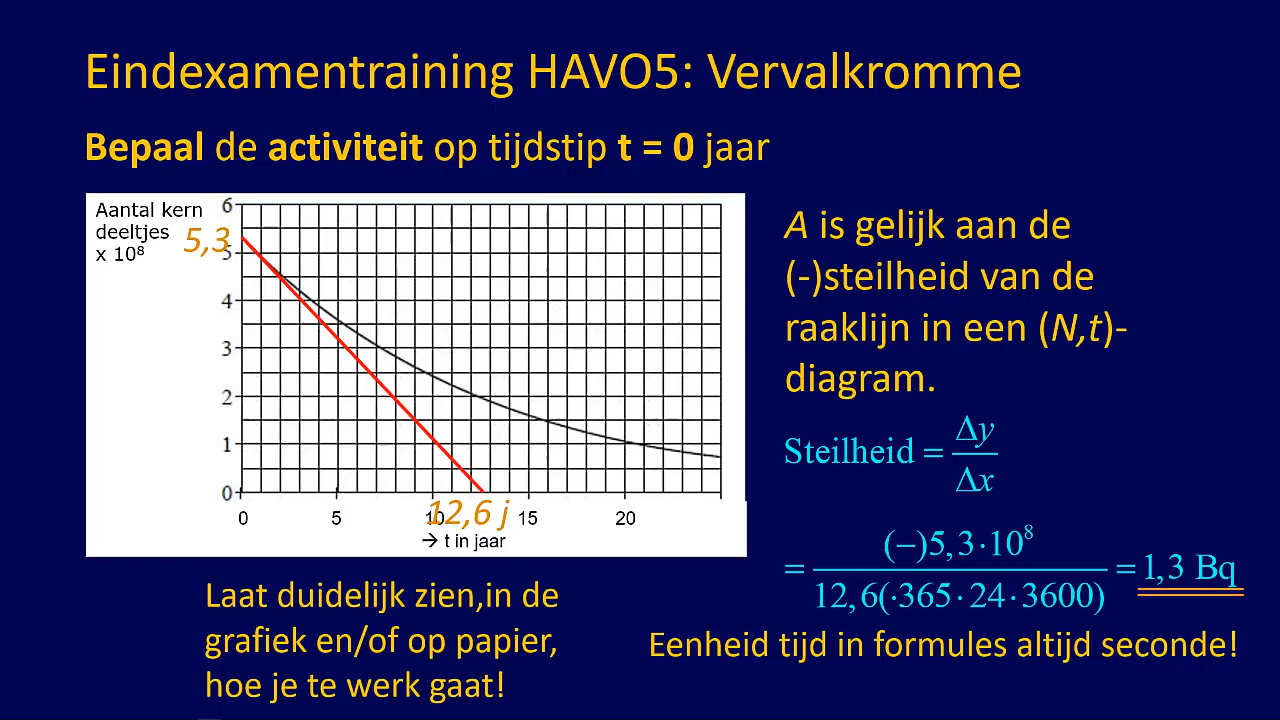 Eindexamentraining HAVO5: Vervalkromme
Bepaal de activiteit op tijdstip t = 0 jaar
Aantal kern
deeltjes
x 10⁸
5,3
6
5
4
3
2
1
0
0 5 10 15 20
12,6 j
→ t in jaar
A is gelijk aan de
(-)steilheid van de
raaklijn in een (N,t)-
diagram.
Steilheid = Δy / Δx
= (−)5,3·10⁸ / 12,6(·365·24·3600) = 1,3 Bq
Laat duidelijk zien,in de
grafiek en/of op papier,
hoe je te werk gaat!
Eenheid tijd in formules altijd seconde!